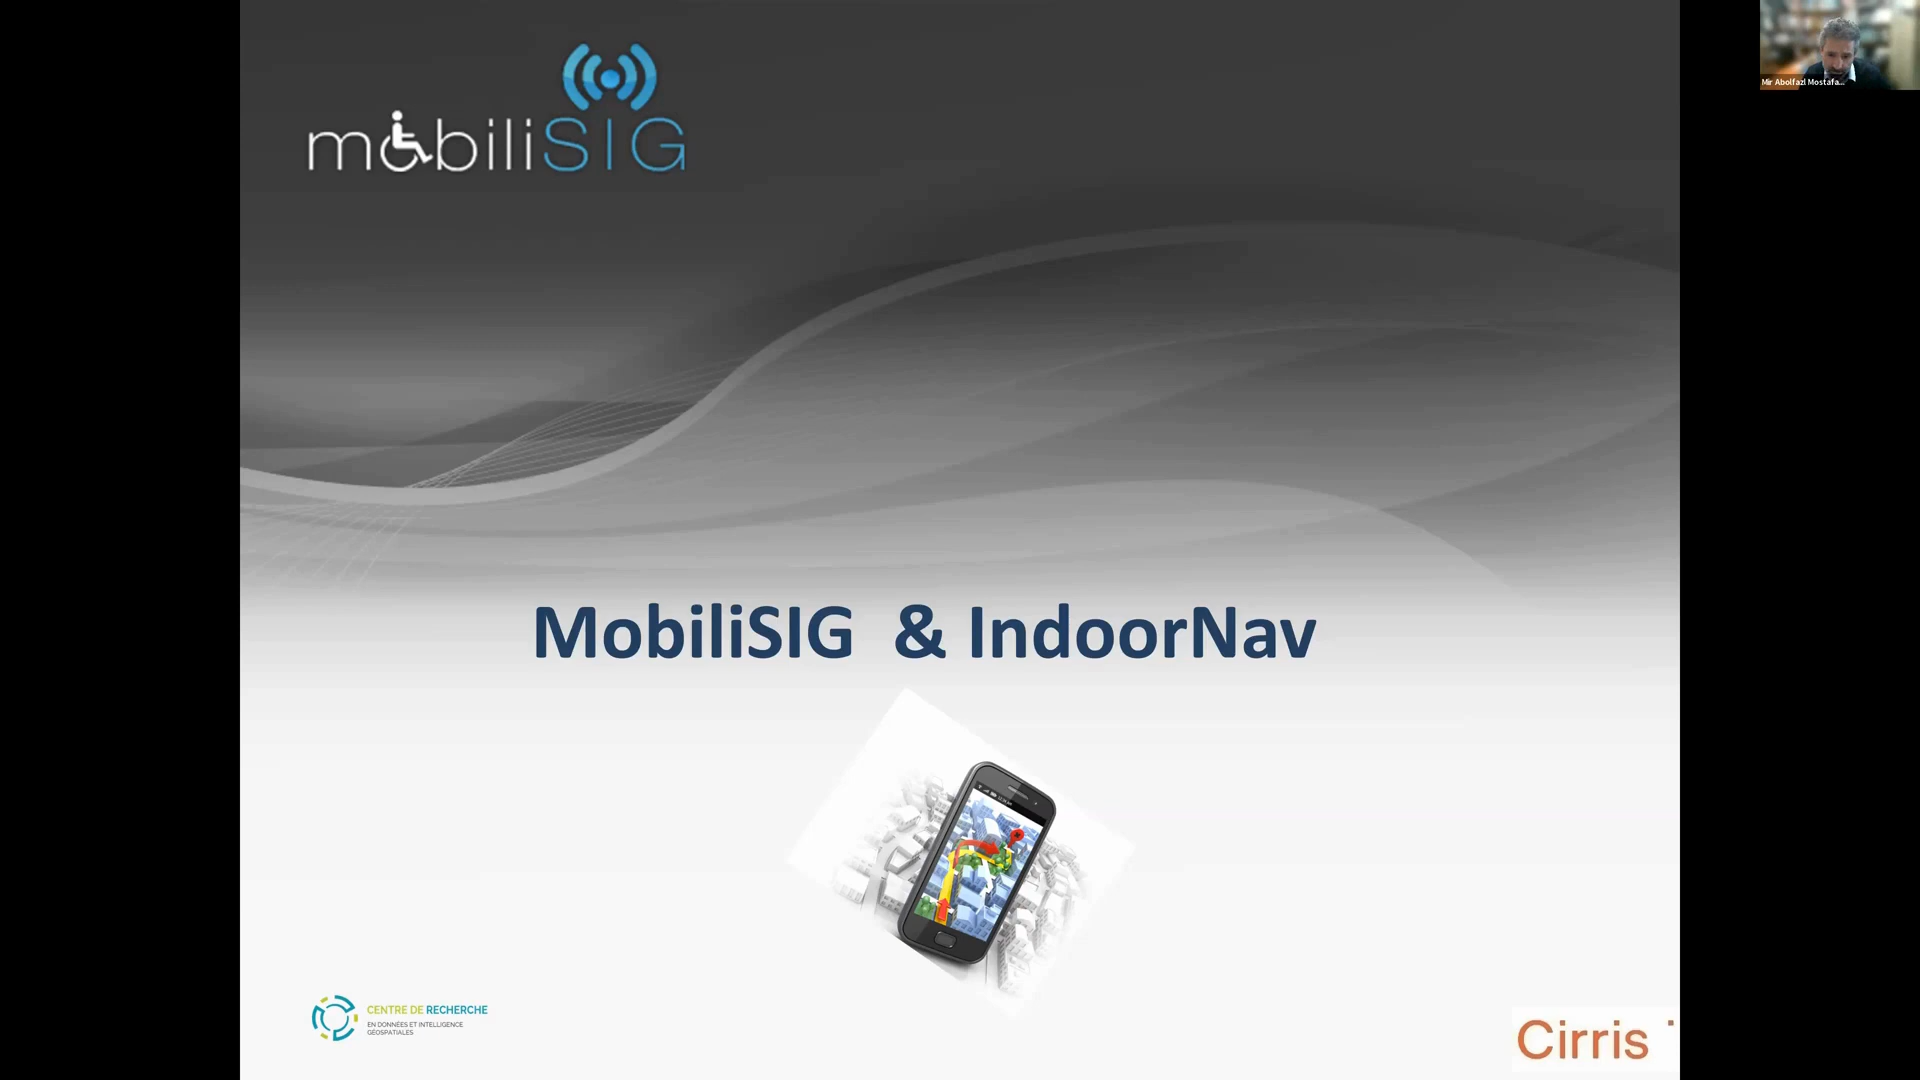 mobiliSIG
Mir Abolfazl Mostafa...
MobiliSIG & IndoorNav
CENTRE DE RECHERCHE
EN DONNÉES ET INTELLIGENCE
GÉOSPATIALES
Cirris